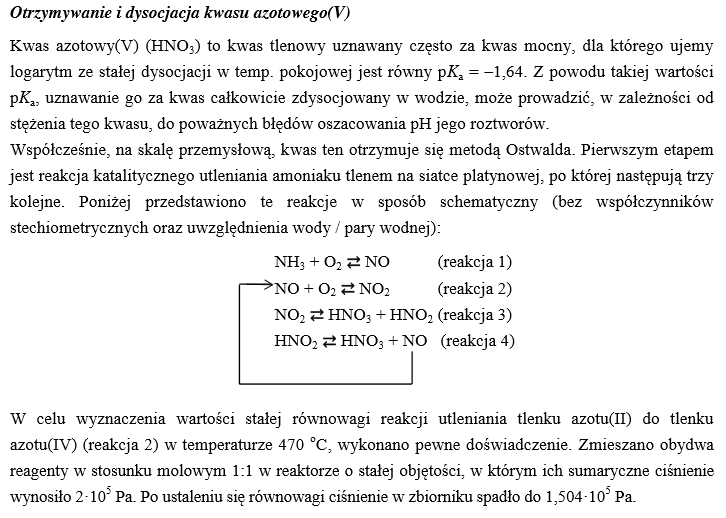 Otrzymywanie i dysocjacja kwasu azotowego(V)
Kwas azotowy(V) (HNO₃) to kwas tlenowy uznawany często za kwas mocny, dla którego ujemy
logarytm ze stałej dysocjacji w temp. pokojowej jest równy pKₐ = −1,64. Z powodu takiej wartości
pKₐ, uznawanie go za kwas całkowicie zdysocjowany w wodzie, może prowadzić, w zależności od
stężenia tego kwasu, do poważnych błędów oszacowania pH jego roztworów.
Współcześnie, na skalę przemysłową, kwas ten otrzymuje się metodą Ostwalda. Pierwszym etapem
jest reakcja katalitycznego utleniania amoniaku tlenem na siatce platynowej, po której następują trzy
kolejne. Poniżej przedstawiono te reakcje w sposób schematyczny (bez współczynników
stechiometrycznych oraz uwzględnienia wody / pary wodnej):
NH₃ + O₂ ⇄ NO (reakcja 1)
NO + O₂ ⇄ NO₂ (reakcja 2)
NO₂ ⇄ HNO₃ + HNO₂ (reakcja 3)
HNO₂ ⇄ HNO₃ + NO (reakcja 4)
W celu wyznaczenia wartości stałej równowagi reakcji utleniania tlenku azotu(II) do tlenku
azotu(IV) (reakcja 2) w temperaturze 470 °C, wykonano pewne doświadczenie. Zmieszano obydwa
reagenty w stosunku molowym 1:1 w reaktorze o stałej objętości, w którym ich sumaryczne ciśnienie
wynosiło 2·10⁵ Pa. Po ustaleniu się równowagi ciśnienie w zbiorniku spadło do 1,504·10⁵ Pa.